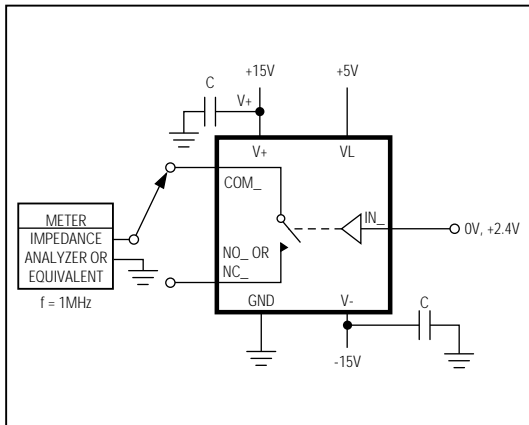 +15V
+5V
C
V+
V+
VL
COM_
METER
IMPEDANCE
ANALYZER OR
EQUIVALENT
f = 1MHz
IN_
0V, +2.4V
NO_ OR
NC_
GND
V-
C
-15V